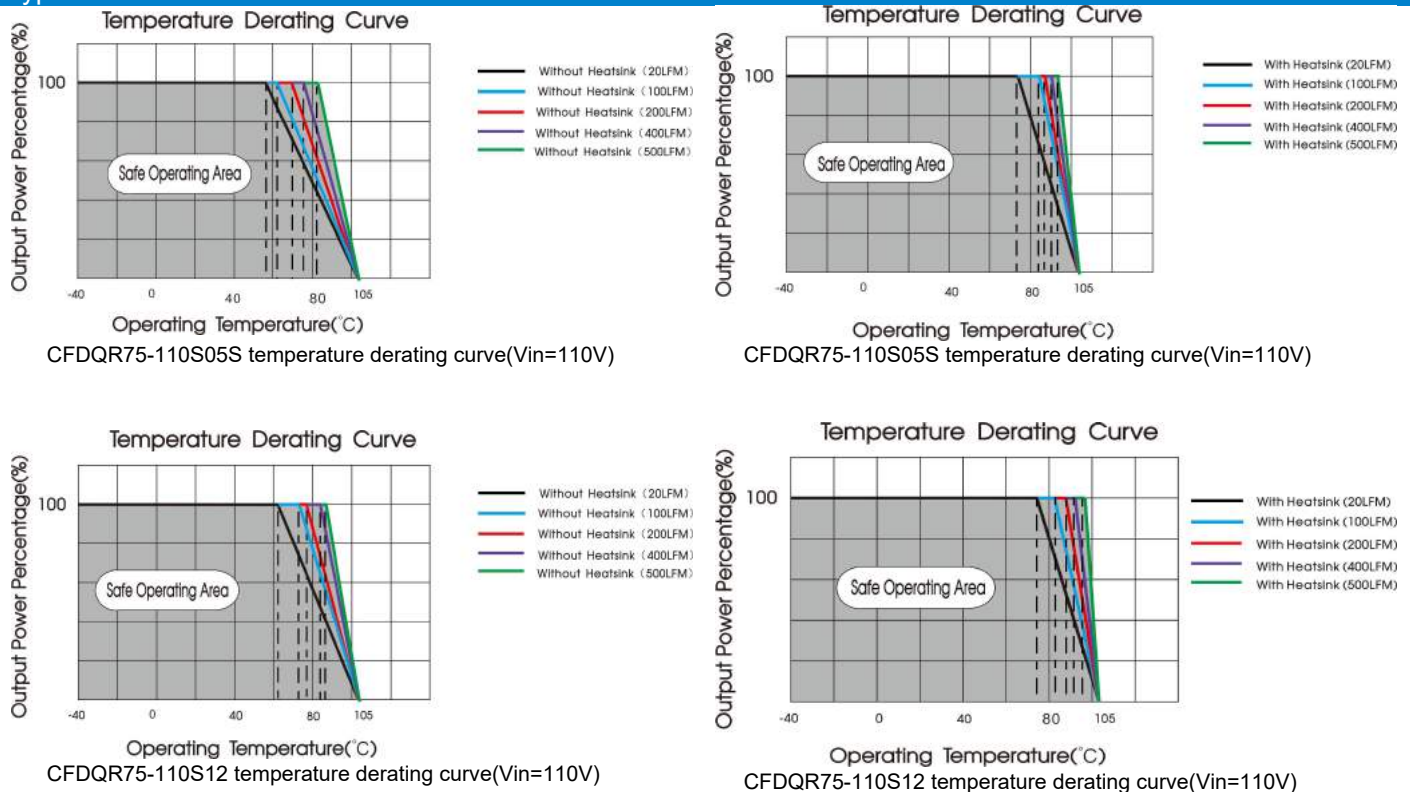 Temperature Derating Curve
Output Power Percentage(%)
100
Safe Operating Area
-40 0 40 80 105
Operating Temperature(°C)
Without Heatsink（20LFM）
Without Heatsink（100LFM）
Without Heatsink（200LFM）
Without Heatsink（400LFM）
Without Heatsink（500LFM）
CFDQR75-110S05S temperature derating curve(Vin=110V)
Temperature Derating Curve
Output Power Percentage(%)
100
Safe Operating Area
-40 0 40 80 105
Operating Temperature(°C)
With Heatsink (20LFM)
With Heatsink (100LFM)
With Heatsink (200LFM)
With Heatsink (400LFM)
With Heatsink (500LFM)
CFDQR75-110S05S temperature derating curve(Vin=110V)
Temperature Derating Curve
Output Power Percentage(%)
100
Safe Operating Area
-40 0 40 80 105
Operating Temperature(°C)
Without Heatsink（20LFM）
Without Heatsink（100LFM）
Without Heatsink（200LFM）
Without Heatsink（400LFM）
Without Heatsink（500LFM）
CFDQR75-110S12 temperature derating curve(Vin=110V)
Temperature Derating Curve
Output Power Percentage(%)
100
Safe Operating Area
-40 0 40 80 105
Operating Temperature(°C)
With Heatsink (20LFM)
With Heatsink (100LFM)
With Heatsink (200LFM)
With Heatsink (400LFM)
With Heatsink (500LFM)
CFDQR75-110S12 temperature derating curve(Vin=110V)